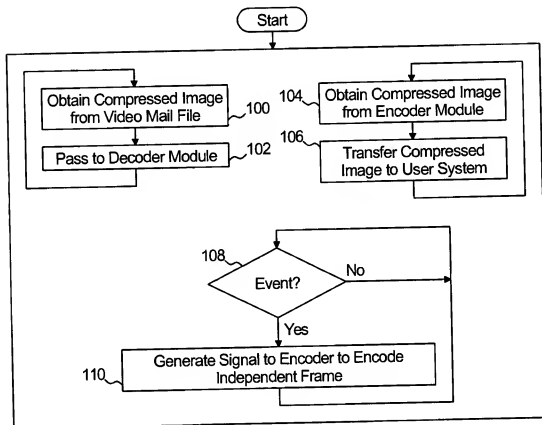 Start
Obtain Compressed Image
from Video Mail File
100
Pass to Decoder Module
102
104
Obtain Compressed Image
from Encoder Module
106
Transfer Compressed
Image to User System
108
Event?
No
Yes
Generate Signal to Encoder to Encode
Independent Frame
110